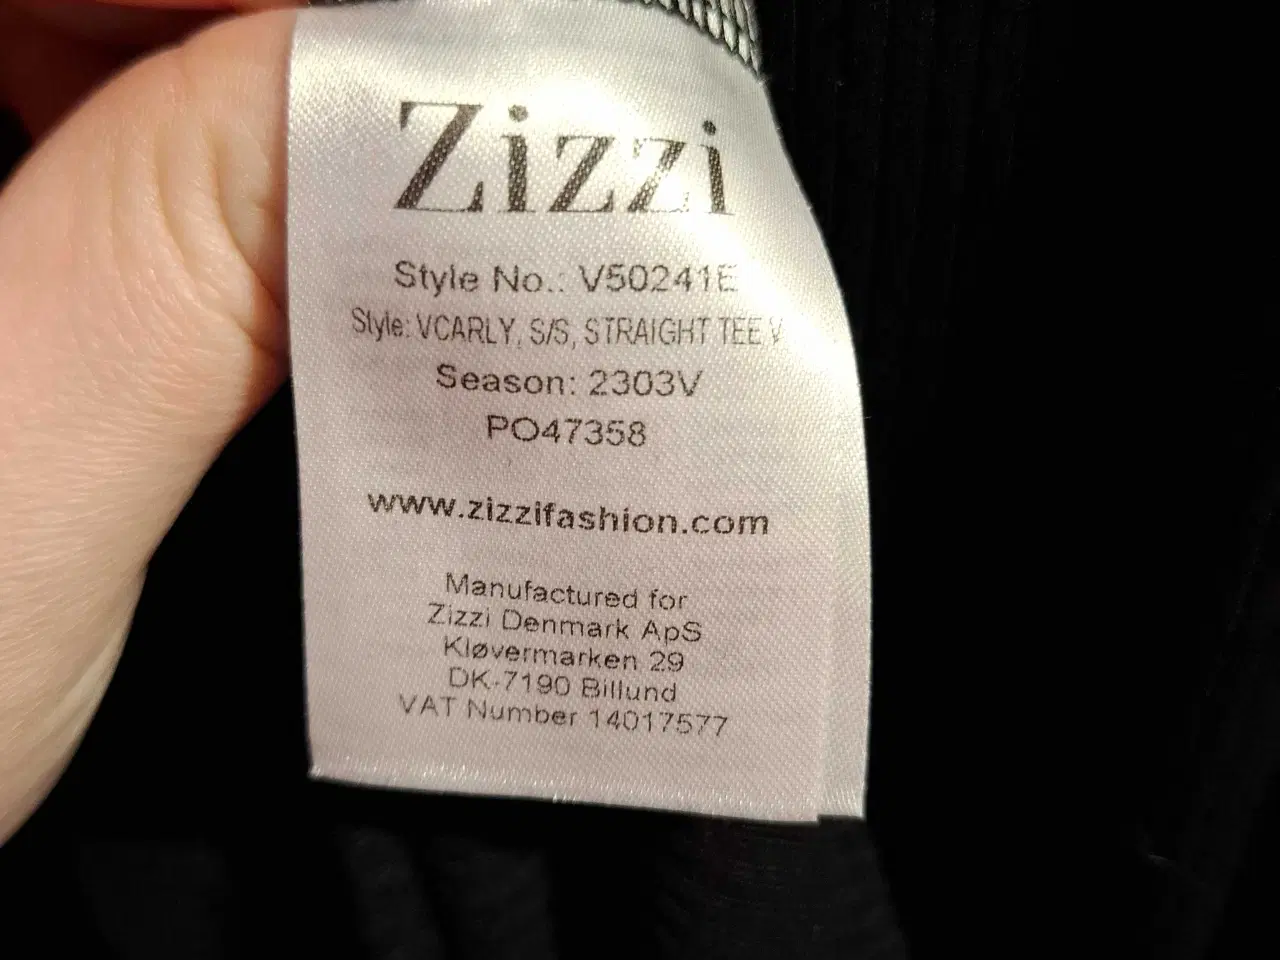 Zizzi
Style No.: V50241E
Style: VCARLY, S/S, STRAIGHT TEE V
Season: 2303V
PO47358
www.zizzifashion.com
Manufactured for
Zizzi Denmark ApS
Kløvermarken 29
DK-7190 Billund
VAT Number 14017577